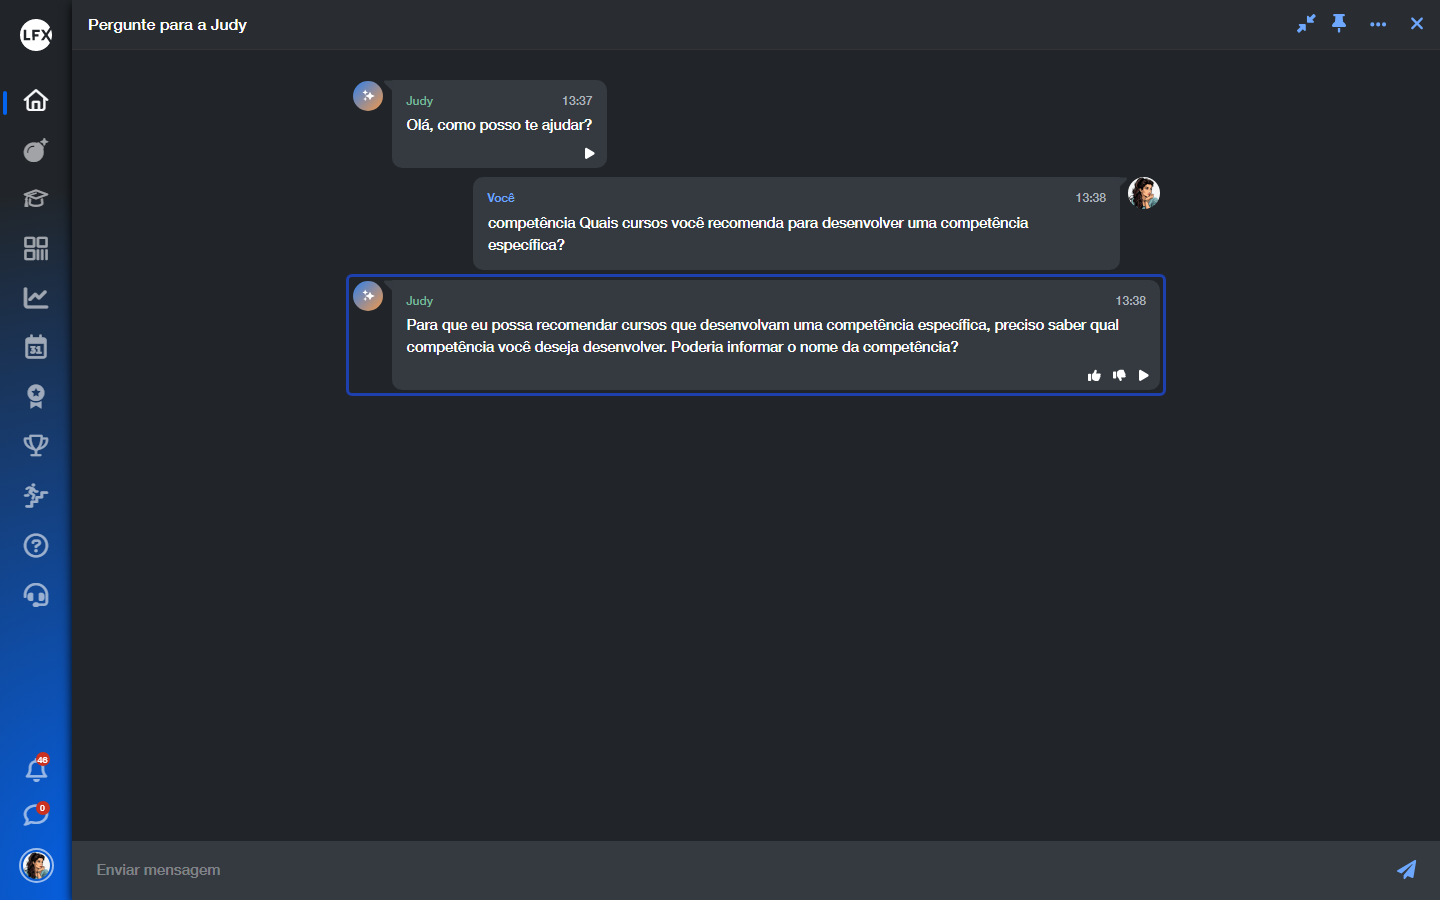 LFX
Pergunte para a Judy
Judy 13:37
Olá, como posso te ajudar?
Você 13:38
competência Quais cursos você recomenda para desenvolver uma competência
específica?
Judy 13:38
Para que eu possa recomendar cursos que desenvolvam uma competência específica, preciso saber qual
competência você deseja desenvolver. Poderia informar o nome da competência?
31
46
0
Enviar mensagem